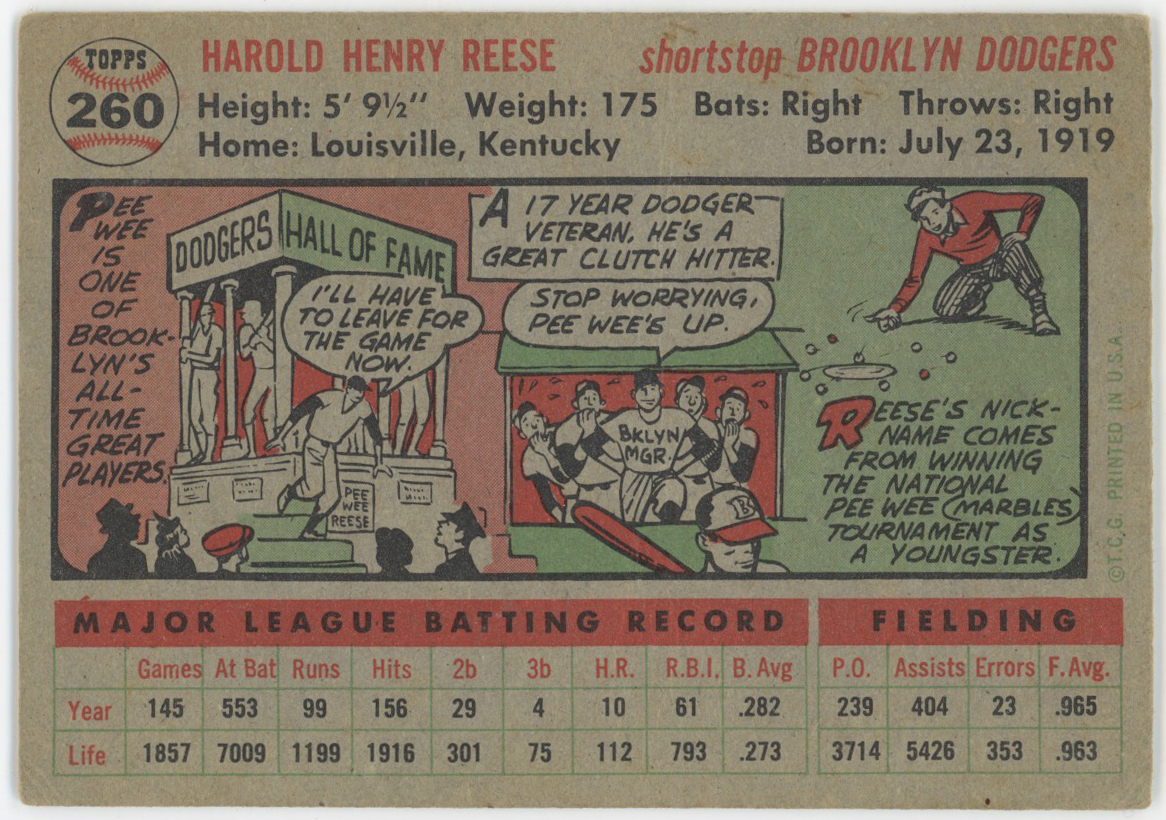 TOPPS
260
HAROLD HENRY REESE
shortstop BROOKLYN DODGERS
Height: 5' 9½" Weight: 175 Bats: Right Throws: Right
Home: Louisville, Kentucky
Born: July 23, 1919
PEE
WEE
IS
ONE
OF
BROOK-
LYN'S
ALL-
TIME
GREAT
PLAYERS.
DODGERS HALL OF FAME
I'LL HAVE
TO LEAVE FOR
THE GAME
NOW.
PEE
WEE
REESE
A 17 YEAR DODGER
VETERAN, HE'S A
GREAT CLUTCH HITTER.
STOP WORRYING,
PEE WEE'S UP.
BKLYN
MGR.
B
REESE'S NICK-
NAME COMES
FROM WINNING
THE NATIONAL
PEE WEE (MARBLES)
TOURNAMENT AS
A YOUNGSTER.
©T.C.G. PRINTED IN U.S.A.
MAJOR LEAGUE BATTING RECORD
Games At Bat Runs Hits 2b 3b H.R. R.B.I. B. Avg
Year 145 553 99 156 29 4 10 61 .282
Life 1857 7009 1199 1916 301 75 112 793 .273
FIELDING
P.O. Assists Errors F. Avg.
239 404 23 .965
3714 5426 353 .963